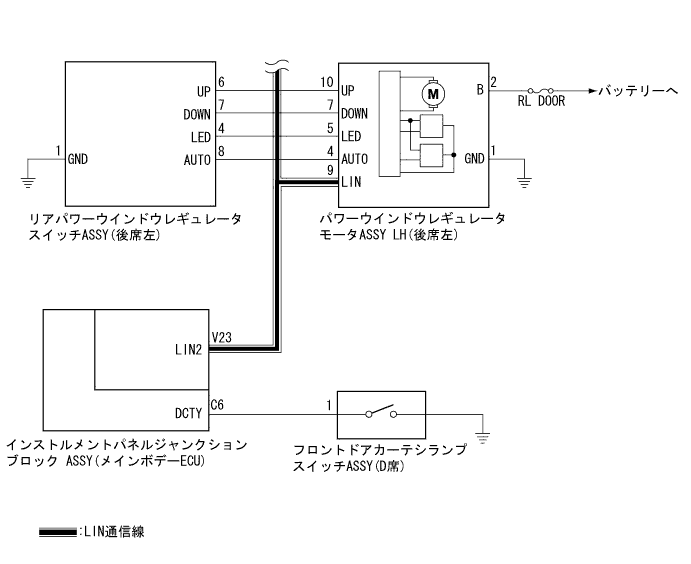 UP 6
DOWN 7
LED 4
AUTO 8
1 GND
リアパワーウインドウレギュレータ
スイッチASSY(後席左)
10 UP
7 DOWN
5 LED
4 AUTO
9 LIN
M
B 2
RL DOOR
バッテリーへ
GND 1
パワーウインドウレギュレータ
モータASSY LH(後席左)
LIN2 V23
DCTY C6
インストルメントパネルジャンクション
ブロック ASSY(メインボデーECU)
1
フロントドアカーテシランプ
スイッチASSY(D席)
:LIN通信線